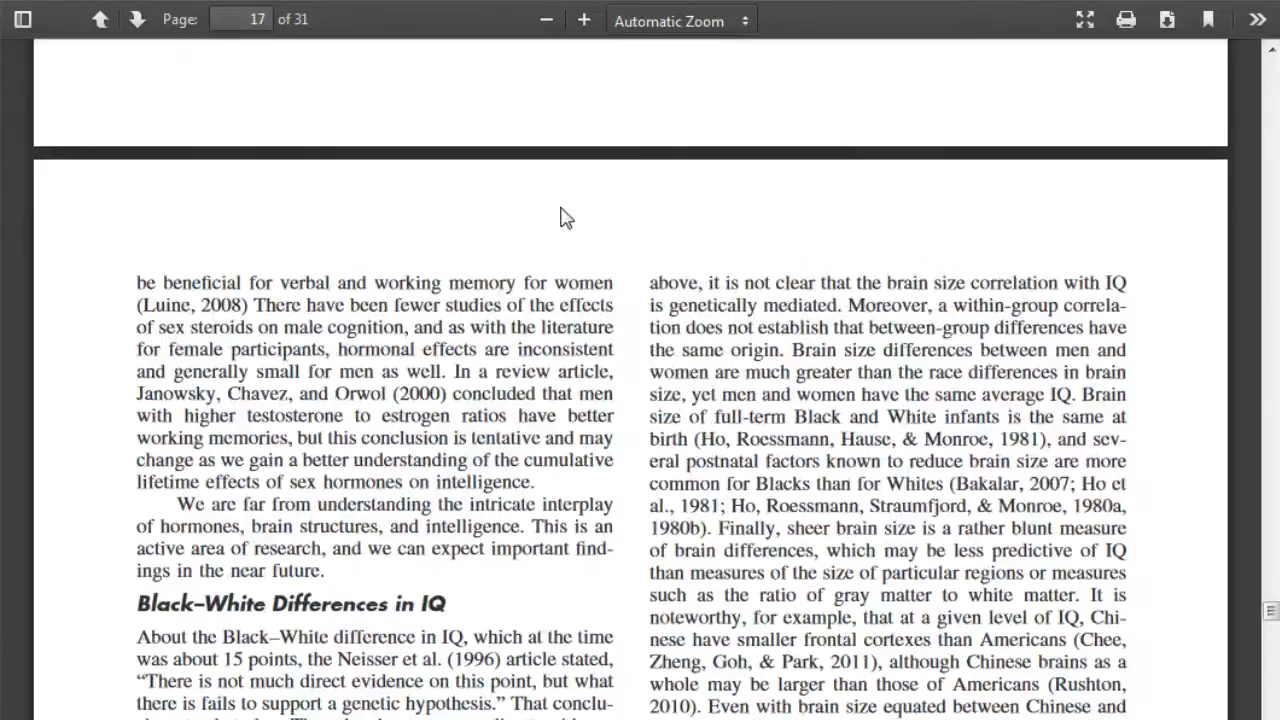 Page: 17 of 31
Automatic Zoom
be beneficial for verbal and working memory for women
(Luine, 2008) There have been fewer studies of the effects
of sex steroids on male cognition, and as with the literature
for female participants, hormonal effects are inconsistent
and generally small for men as well. In a review article,
Janowsky, Chavez, and Orwol (2000) concluded that men
with higher testosterone to estrogen ratios have better
working memories, but this conclusion is tentative and may
change as we gain a better understanding of the cumulative
lifetime effects of sex hormones on intelligence.
We are far from understanding the intricate interplay
of hormones, brain structures, and intelligence. This is an
active area of research, and we can expect important find-
ings in the near future.
Black–White Differences in IQ
About the Black–White difference in IQ, which at the time
was about 15 points, the Neisser et al. (1996) article stated,
“There is not much direct evidence on this point, but what
there is fails to support a genetic hypothesis.” That conclu-
above, it is not clear that the brain size correlation with IQ
is genetically mediated. Moreover, a within-group correla-
tion does not establish that between-group differences have
the same origin. Brain size differences between men and
women are much greater than the race differences in brain
size, yet men and women have the same average IQ. Brain
size of full-term Black and White infants is the same at
birth (Ho, Roessmann, Hause, & Monroe, 1981), and sev-
eral postnatal factors known to reduce brain size are more
common for Blacks than for Whites (Bakalar, 2007; Ho et
al., 1981; Ho, Roessmann, Straumfjord, & Monroe, 1980a,
1980b). Finally, sheer brain size is a rather blunt measure
of brain differences, which may be less predictive of IQ
than measures of the size of particular regions or measures
such as the ratio of gray matter to white matter. It is
noteworthy, for example, that at a given level of IQ, Chi-
nese have smaller frontal cortexes than Americans (Chee,
Zheng, Goh, & Park, 2011), although Chinese brains as a
whole may be larger than those of Americans (Rushton,
2010). Even with brain size equated between Chinese and